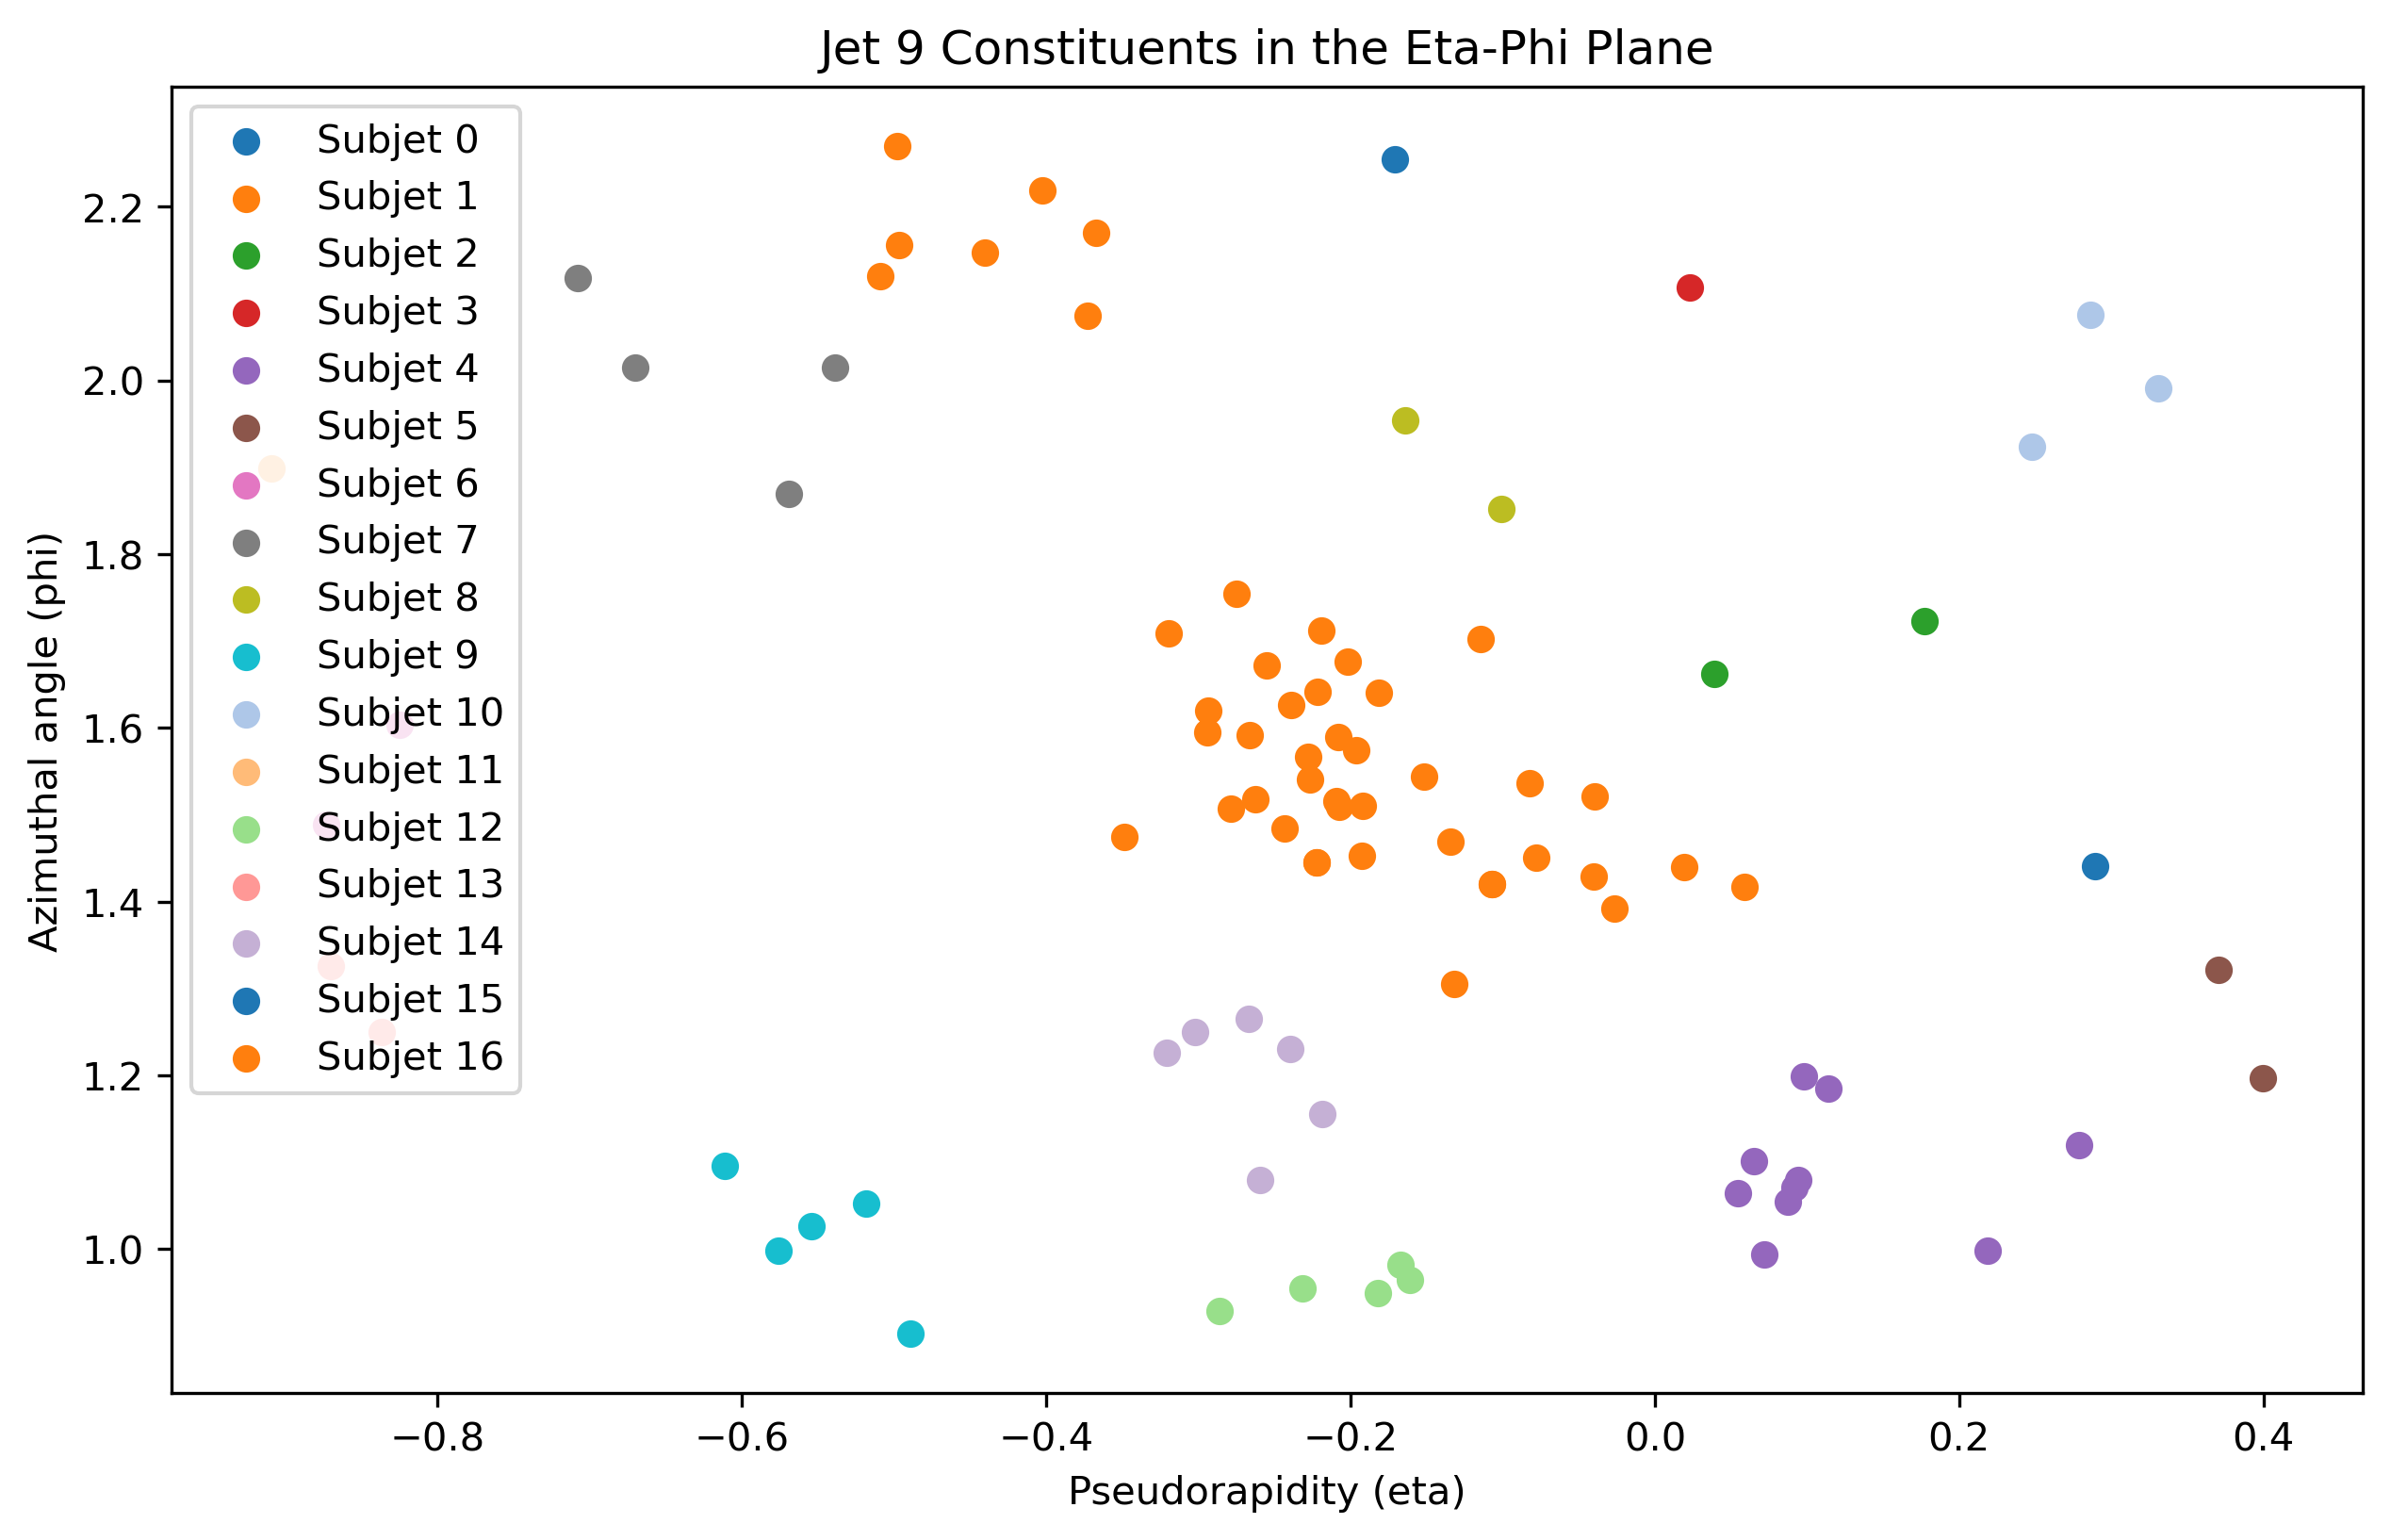 Jet 9 Constituents in the Eta-Phi Plane
Subjet 0
Subjet 1
Subjet 2
Subjet 3
Subjet 4
Subjet 5
Subjet 6
Subjet 7
Subjet 8
Subjet 9
Subjet 10
Subjet 11
Subjet 12
Subjet 13
Subjet 14
Subjet 15
Subjet 16
Azimuthal angle (phi)
2.2
2.0
1.8
1.6
1.4
1.2
1.0
−0.8 −0.6 −0.4 −0.2 0.0 0.2 0.4
Pseudorapidity (eta)